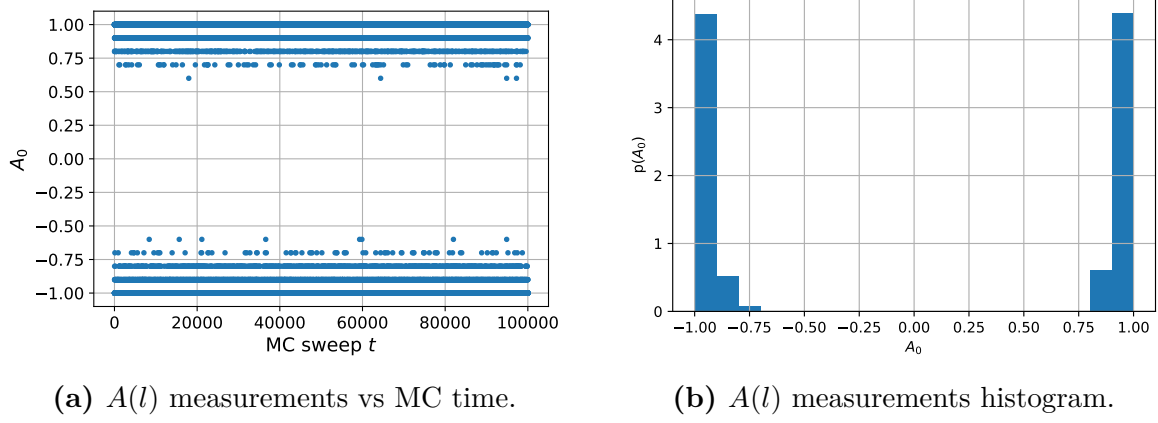 1.00
0.75
0.50
0.25
0.00
−0.25
−0.50
−0.75
−1.00
A₀
0 20000 40000 60000 80000 100000
MC sweep t
(a) A(l) measurements vs MC time.
4
3
2
1
0
p(A₀)
−1.00 −0.75 −0.50 −0.25 0.00 0.25 0.50 0.75 1.00
A₀
(b) A(l) measurements histogram.